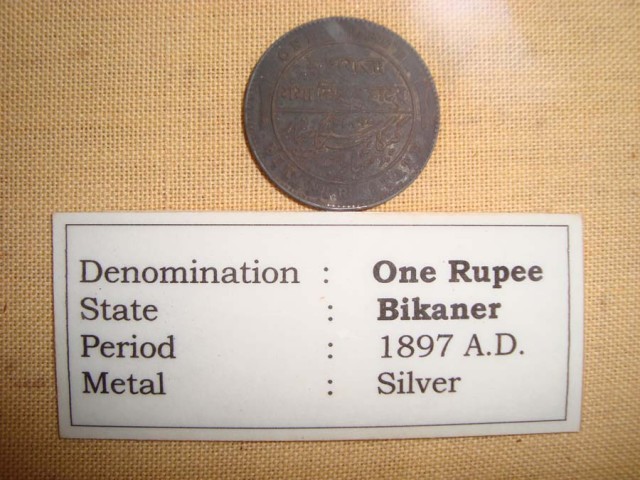 Denomination : One Rupee
State : Bikaner
Period : 1897 A.D.
Metal : Silver